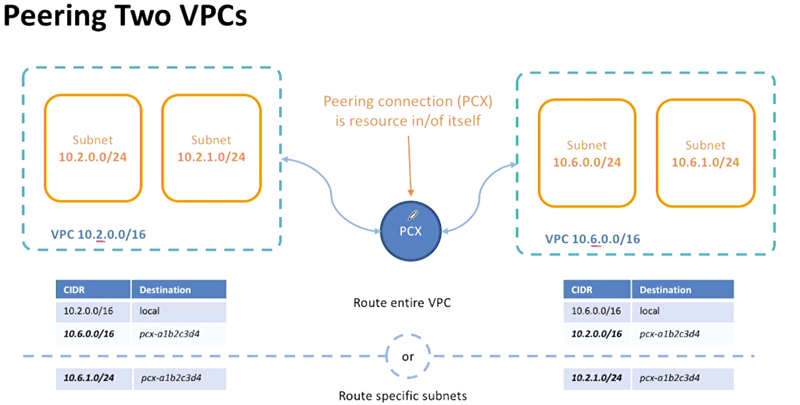 Peering Two VPCs
Subnet
10.2.0.0/24
Subnet
10.2.1.0/24
VPC 10.2.0.0/16
Peering connection (PCX)
is resource in/of itself
PCX
Subnet
10.6.0.0/24
Subnet
10.6.1.0/24
VPC 10.6.0.0/16
CIDR Destination
10.2.0.0/16 local
10.6.0.0/16 pcx-a1b2c3d4
Route entire VPC
CIDR Destination
10.6.0.0/16 local
10.2.0.0/16 pcx-a1b2c3d4
or
10.6.1.0/24 pcx-a1b2c3d4
Route specific subnets
10.2.1.0/24 pcx-a1b2c3d4